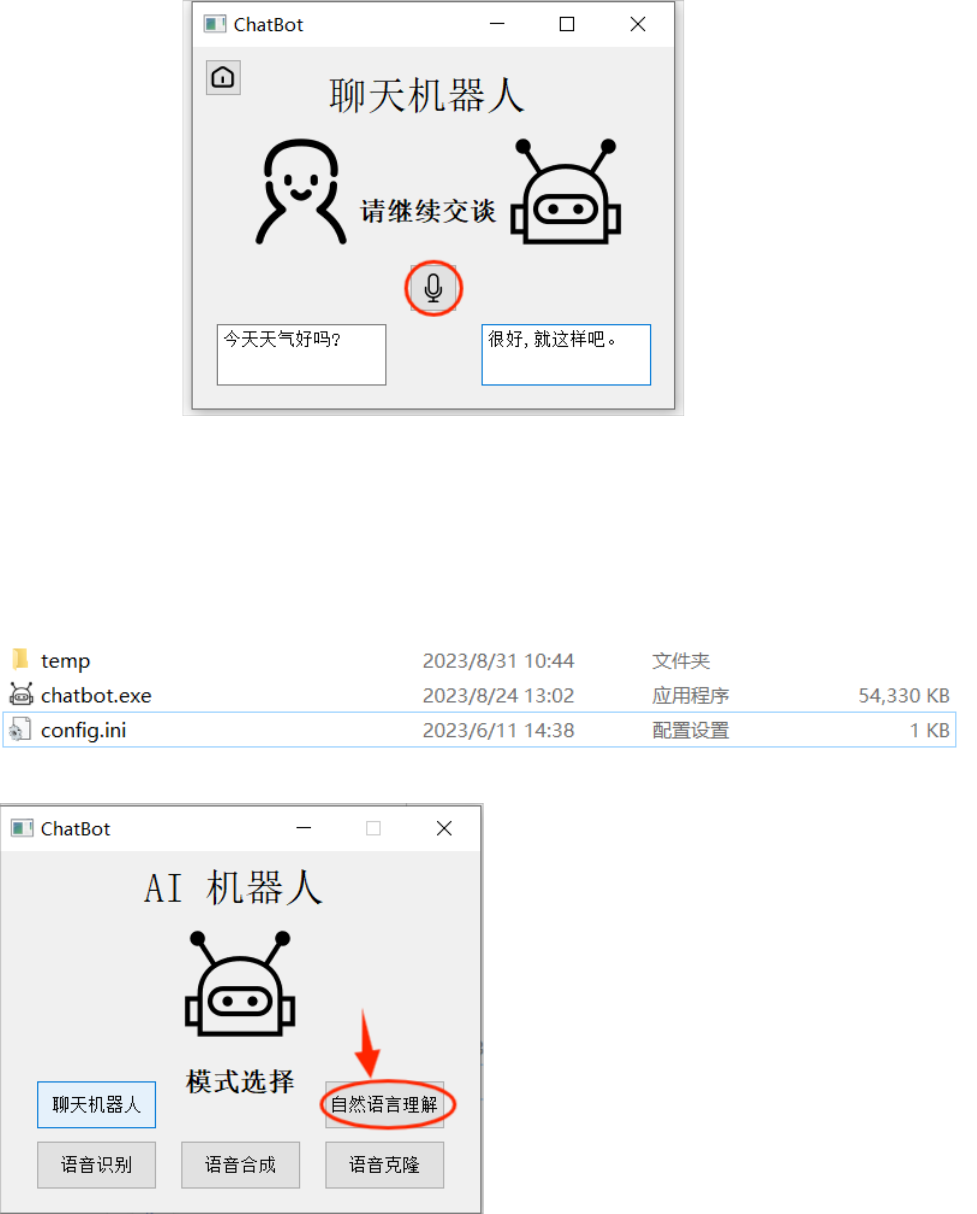 ChatBot
聊天机器人
请继续交谈
今天天气好吗?
很好,就这样吧。
temp 2023/8/31 10:44 文件夹
chatbot.exe 2023/8/24 13:02 应用程序 54,330 KB
config.ini 2023/6/11 14:38 配置设置 1 KB
ChatBot
AI 机器人
模式选择
聊天机器人 自然语言理解
语音识别 语音合成 语音克隆